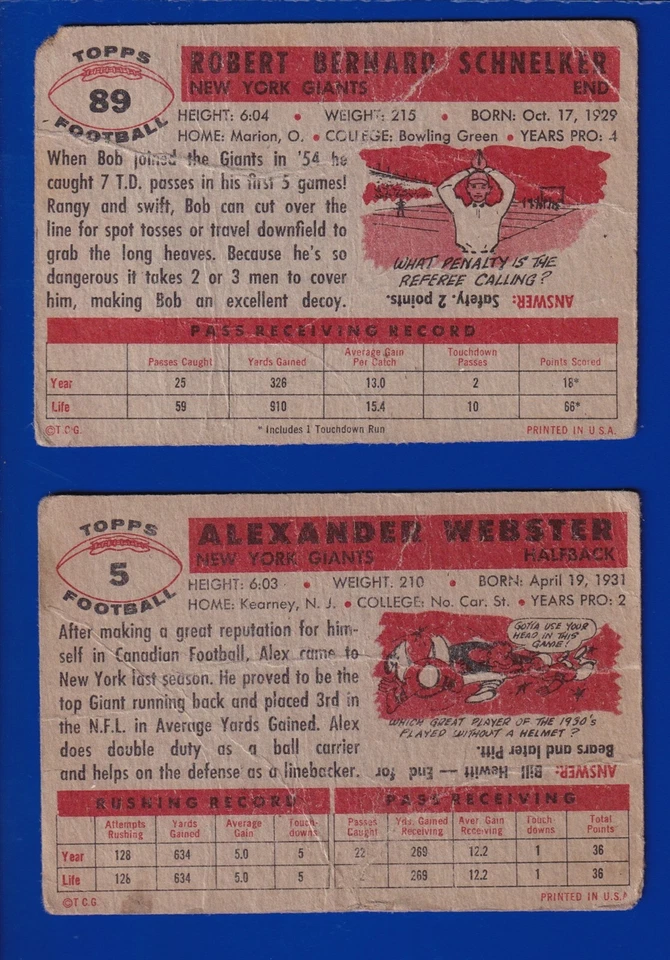 TOPPS
89
FOOTBALL
ROBERT BERNARD SCHNELKER
NEW YORK GIANTS END
HEIGHT: 6:04 • WEIGHT: 215 • BORN: Oct. 17, 1929
HOME: Marion, O. • COLLEGE: Bowling Green • YEARS PRO: 4
When Bob joined the Giants in '54 he
caught 7 T.D. passes in his first 5 games!
Rangy and swift, Bob can cut over the
line for spot tosses or travel downfield to
grab the long heaves. Because he's so
dangerous it takes 2 or 3 men to cover
him, making Bob an excellent decoy.
WHAT PENALTY IS THE
REFEREE CALLING?
ANSWER: Safety. 2 points.
PASS RECEIVING RECORD
Passes Caught Yards Gained Average Gain Per Catch Touchdown Passes Points Scored
Year 25 326 13.0 2 18*
Life 59 910 15.4 10 66*
©T.C.G. * Includes 1 Touchdown Run PRINTED IN U.S.A.
TOPPS
5
FOOTBALL
ALEXANDER WEBSTER
NEW YORK GIANTS HALFBACK
HEIGHT: 6:03 • WEIGHT. 210 • BORN: April 19, 1931
HOME: Kearney, N. J. • COLLEGE: No. Car. St. • YEARS PRO: 2
After making a great reputation for him-
self in Canadian Football, Alex came to
New York last season. He proved to be the
top Giant running back and placed 3rd in
the N.F.L. in Average Yards Gained. Alex
does double duty as a ball carrier
and helps on the defense as a linebacker.
GOTTA USE YOUR
HEAD IN THIS
GAME!
WHICH GREAT PLAYER OF THE 1930'S
PLAYED WITHOUT A HELMET?
ANSWER: Bill Hewitt — End for
Bears and later Pitt.
RUSHING RECORD PASS RECEIVING
Attempts Rushing Yards Gained Average Gain Touch-downs Passes Caught Yds. Gained Receiving Aver. Gain Receiving Touch-downs Total Points
Year 128 634 5.0 5 22 269 12.2 1 36
Life 128 634 5.0 5 269 12.2 1 36
©T.C.G. PRINTED IN U.S.A